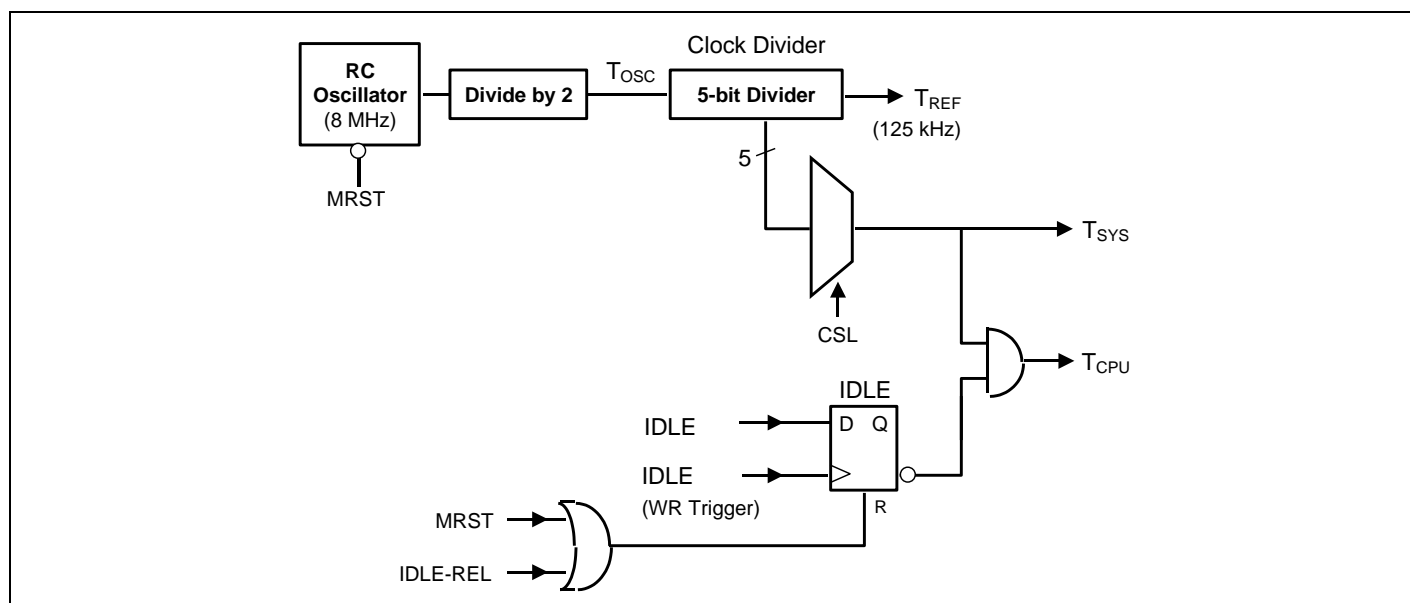 Clock Divider
RC
Oscillator
(8 MHz)
Divide by 2
TOSC
5-bit Divider
TREF
(125 kHz)
5
MRST
TSYS
CSL
TCPU
IDLE
IDLE
D Q
IDLE
(WR Trigger)
R
MRST
IDLE-REL